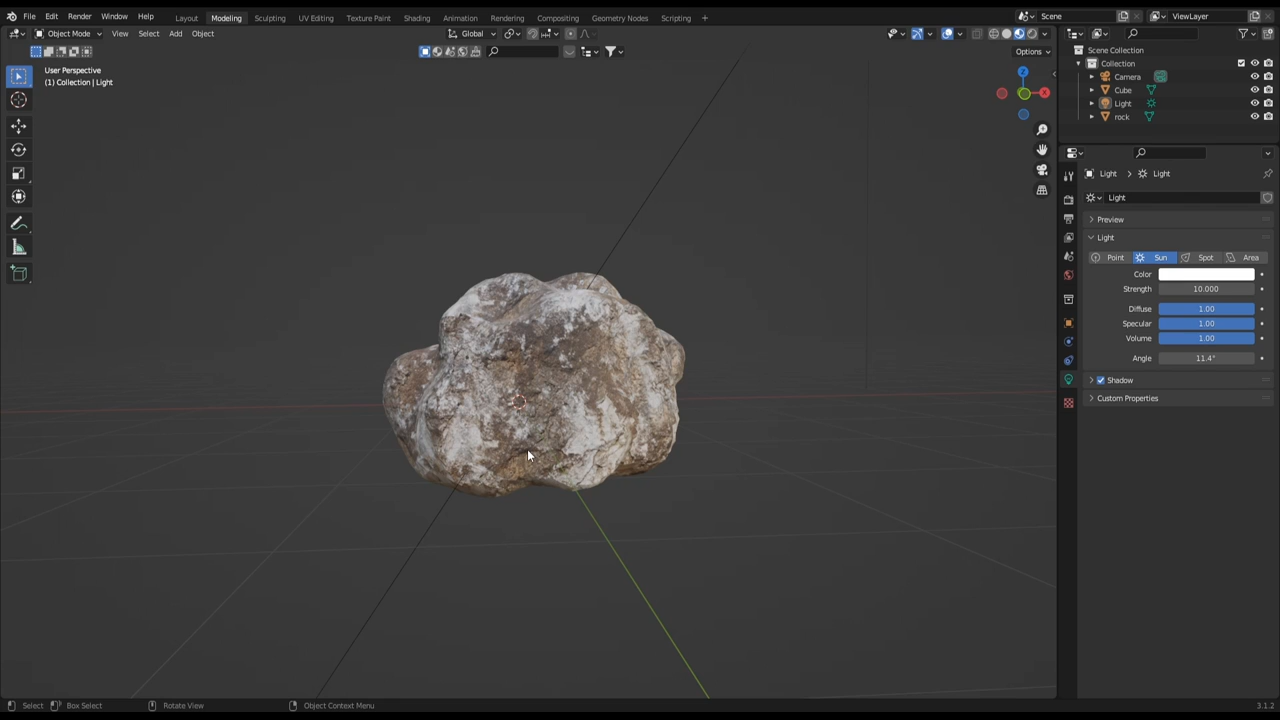 File Edit Render Window Help Layout Modeling Sculpting UV Editing Texture Paint Shading Animation Rendering Compositing Geometry Nodes Scripting + Scene ViewLayer
Object Mode View Select Add Object Global
Options
User Perspective
(1) Collection | Light
Z
X
Scene Collection
Collection
Camera
Cube
Light
rock
Light > Light
Light
Preview
Light
Point Sun Spot Area
Color
Strength 10.000
Diffuse 1.00
Specular 1.00
Volume 1.00
Angle 11.4°
Shadow
Custom Properties
Select Box Select Rotate View Object Context Menu 3.1.2